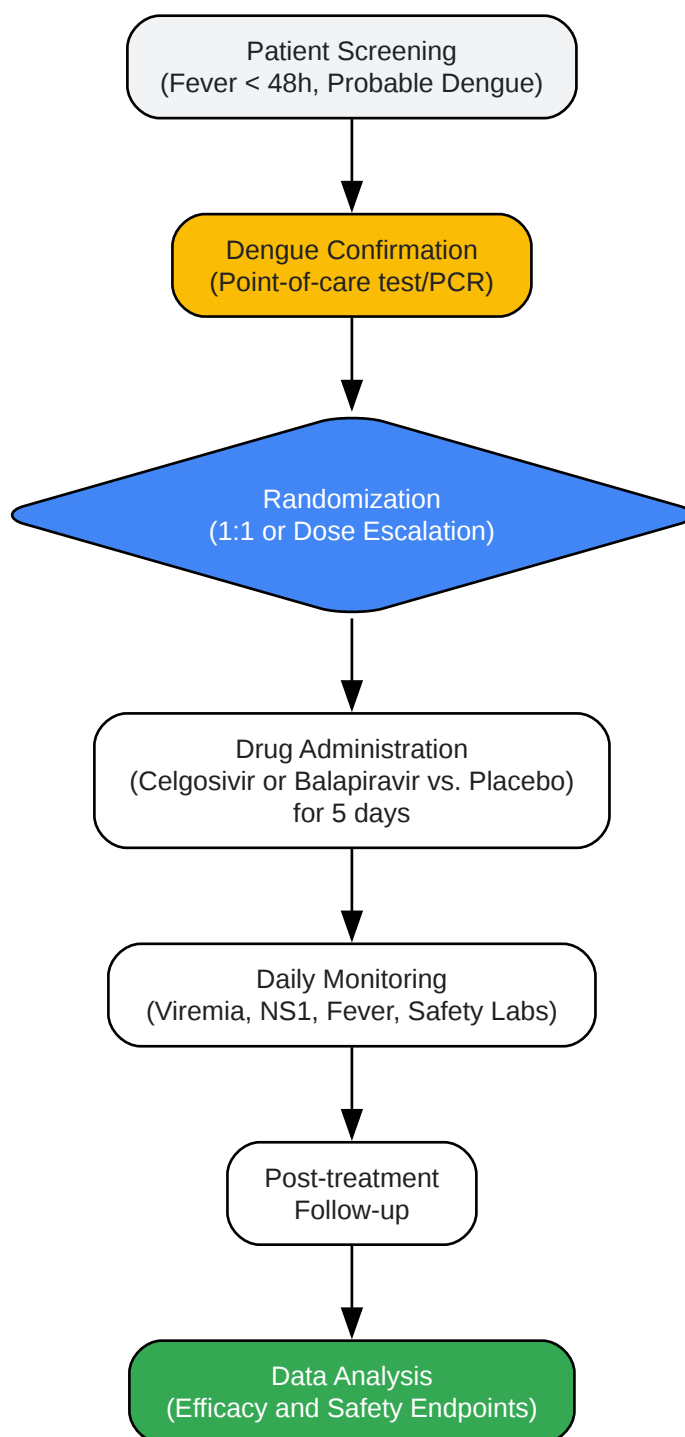 Patient Screening
(Fever < 48h, Probable Dengue)
Dengue Confirmation
(Point-of-care test/PCR)
Randomization
(1:1 or Dose Escalation)
Drug Administration
(Celgosivir or Balapiravir vs. Placebo)
for 5 days
Daily Monitoring
(Viremia, NS1, Fever, Safety Labs)
Post-treatment
Follow-up
Data Analysis
(Efficacy and Safety Endpoints)